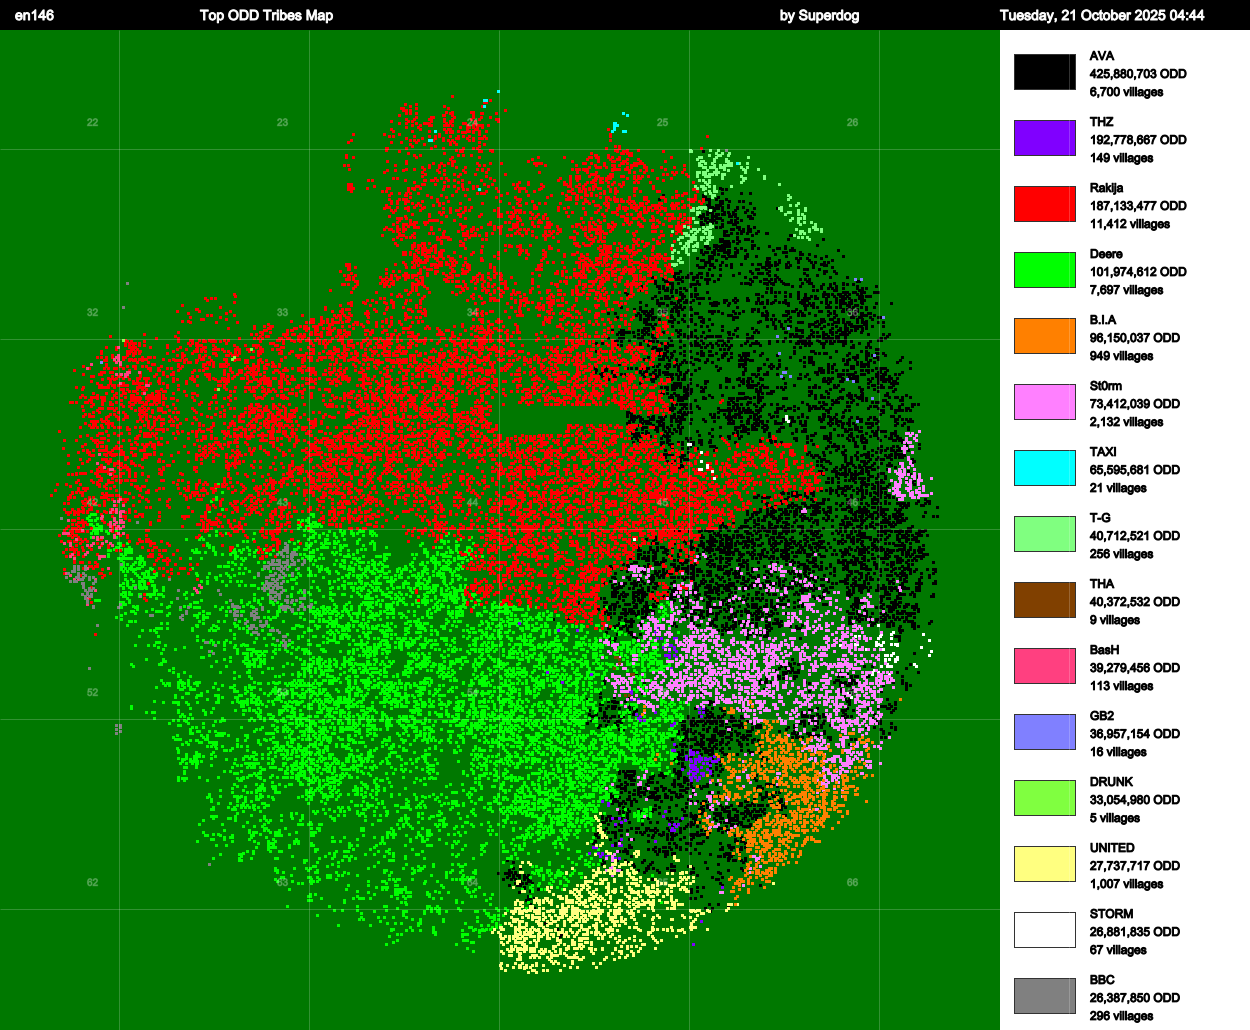 en146 Top ODD Tribes Map by Superdog Tuesday, 21 October 2025 04:44
AVA
425,880,703 ODD
6,700 villages
22 23 24 25 26
THZ
192,778,667 ODD
149 villages
Rakija
187,133,477 ODD
11,412 villages
Deere
101,974,612 ODD
7,697 villages
32 33 34 35 36
B.I.A
96,150,037 ODD
949 villages
St0rm
73,412,039 ODD
2,132 villages
TAXI
65,595,681 ODD
21 villages
42 43 44 45
T-G
40,712,521 ODD
256 villages
THA
40,372,532 ODD
9 villages
BasH
39,279,456 ODD
113 villages
52
GB2
36,957,154 ODD
16 villages
DRUNK
33,054,980 ODD
5 villages
UNITED
27,737,717 ODD
1,007 villages
62 63 64 66
STORM
26,881,835 ODD
67 villages
BBC
26,387,850 ODD
296 villages